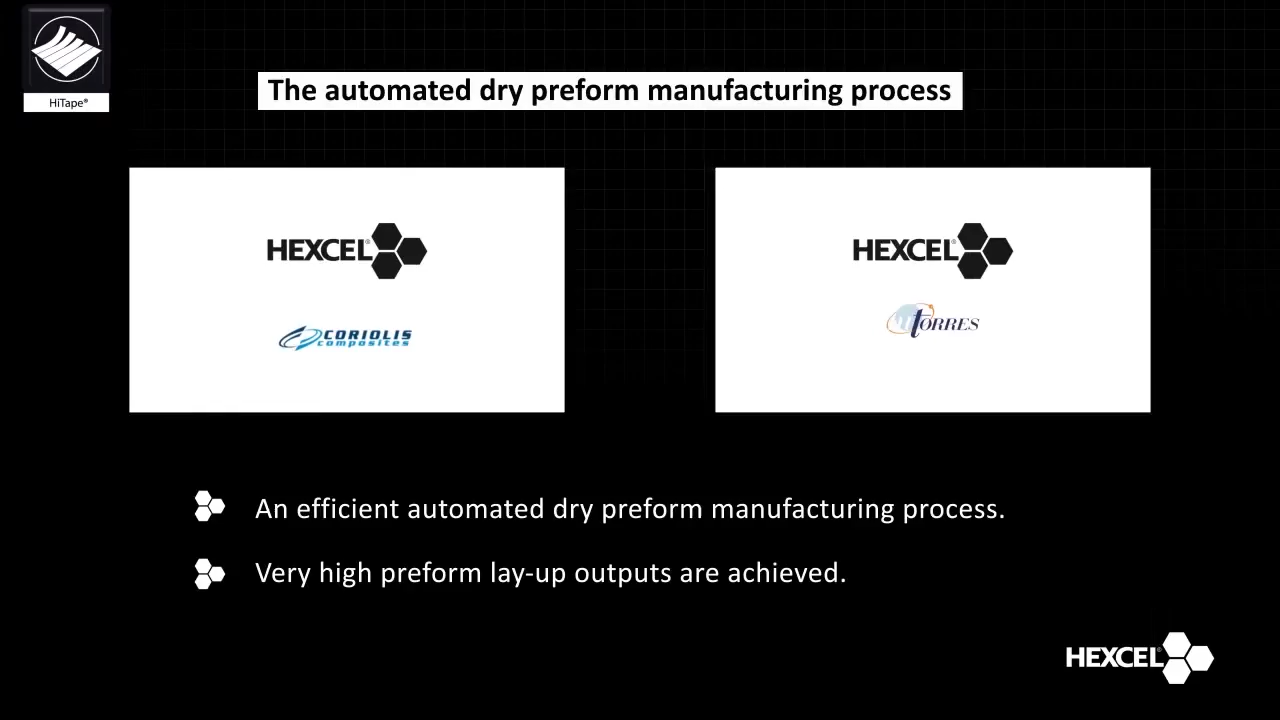 HiTape®
The automated dry preform manufacturing process
HEXCEL®
CORIOLIS
composites
HEXCEL®
TORRES
An efficient automated dry preform manufacturing process.
Very high preform lay-up outputs are achieved.
HEXCEL®